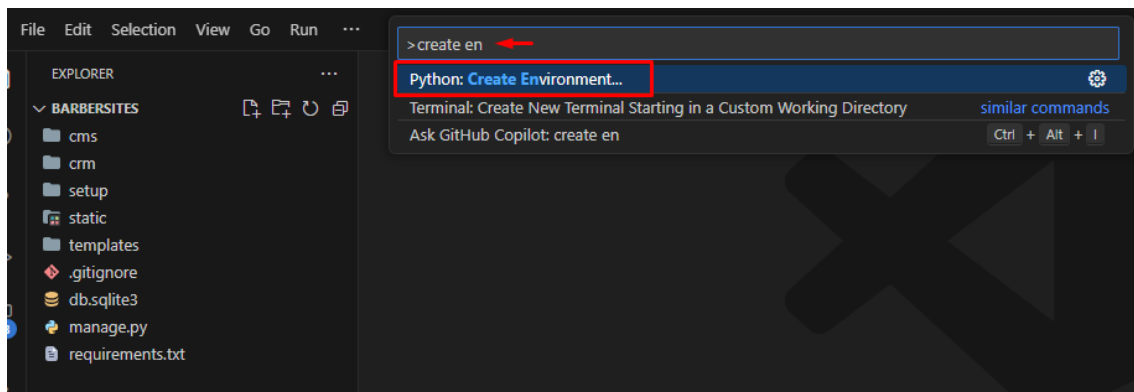 File Edit Selection View Go Run ···
>create en
EXPLORER ···
Python: Create Environment...
BARBERSITES
Terminal: Create New Terminal Starting in a Custom Working Directory similar commands
cms
Ask GitHub Copilot: create en Ctrl + Alt + I
crm
setup
static
templates
.gitignore
db.sqlite3
manage.py
requirements.txt